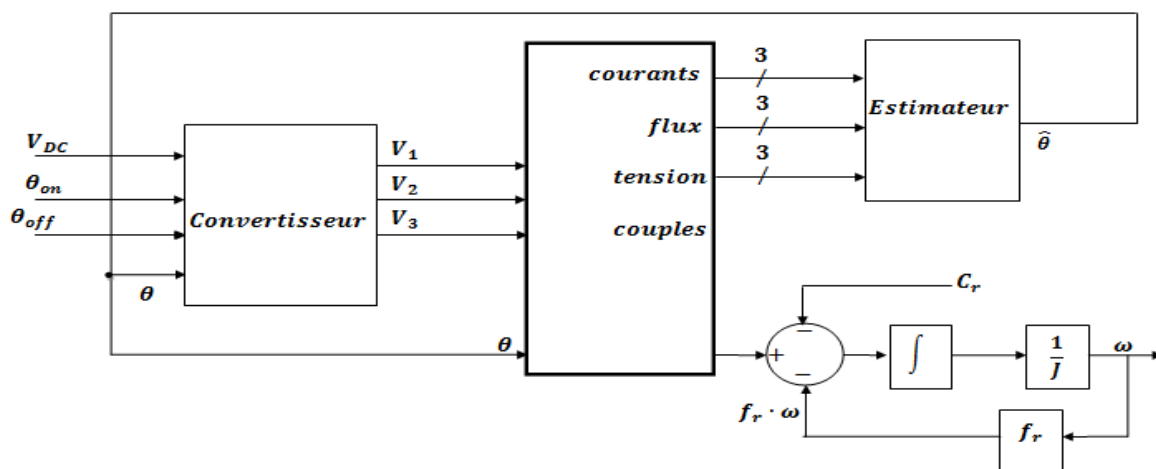 courants
3
Estimateur
flux
3
tension
3
couples
θ̂
V_DC
θ_on
θ_off
θ
Convertisseur
V_1
V_2
V_3
θ
C_r
−
+
−
∫
1/J
ω
f_r · ω
f_r